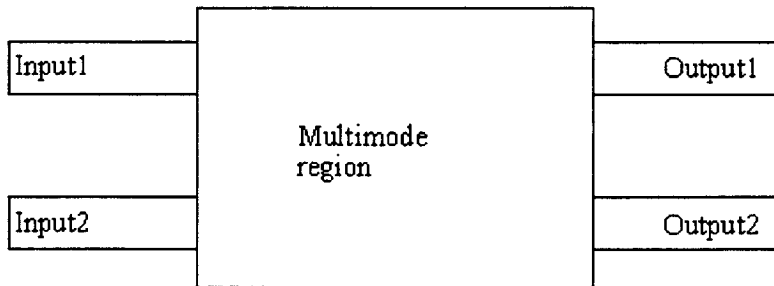 Input1
Output1
Multimode
region
Input2
Output2